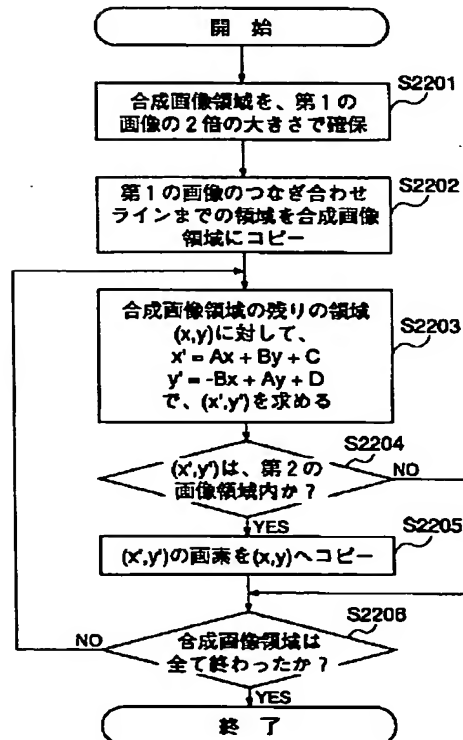 開 始
S2201
合成画像領域を、第1の
画像の2倍の大きさで確保
S2202
第1の画像のつなぎ合わせ
ラインまでの領域を合成画像
領域にコピー
S2203
合成画像領域の残りの領域
(x,y)に対して、
x' = Ax + By + C
y' = -Bx + Ay + D
で、(x',y')を求める
S2204
(x',y')は、第2の
画像領域内か？
NO
YES
S2205
(x',y')の画素を(x,y)へコピー
S2206
NO
合成画像領域は
全て終わったか？
YES
終 了